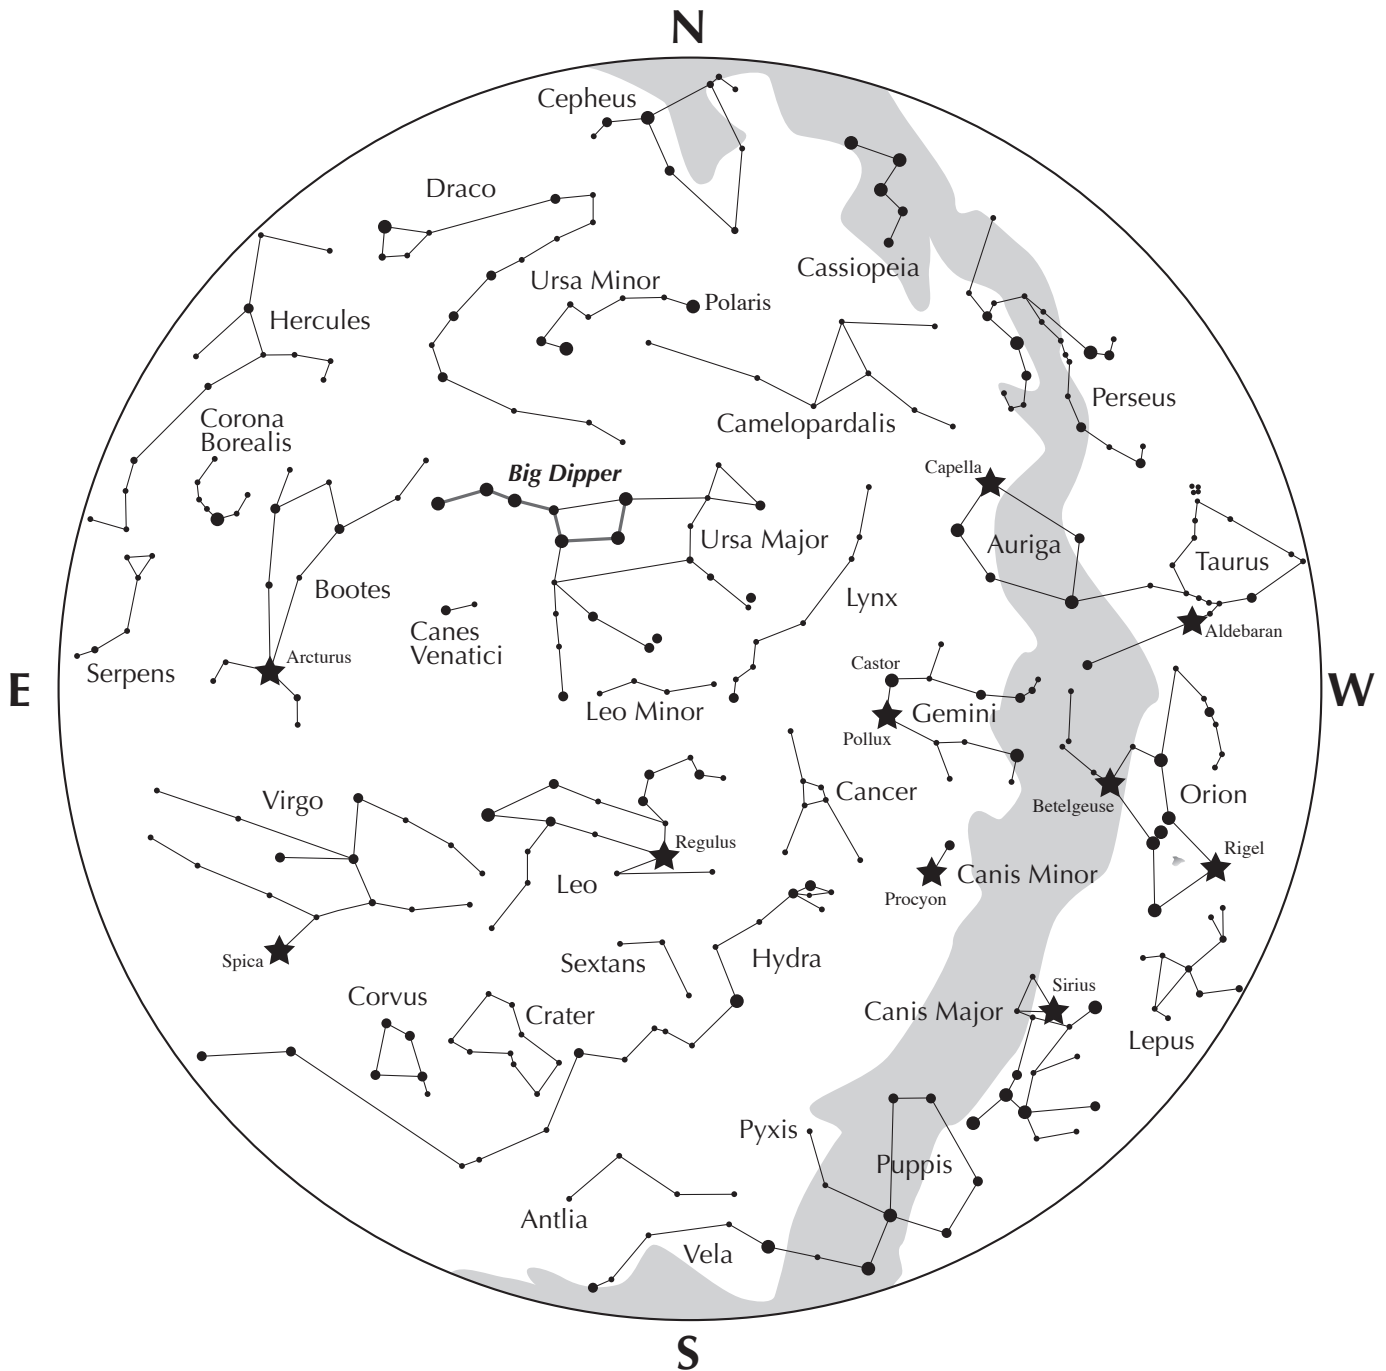 N
Cepheus
Draco
Cassiopeia
Ursa Minor
Polaris
Hercules
Perseus
Camelopardalis
Corona
Borealis
Capella
Big Dipper
Ursa Major
Auriga
Taurus
Bootes
Lynx
Canes
Venatici
Aldebaran
Arcturus
Serpens
Castor
E
W
Leo Minor
Gemini
Pollux
Virgo
Cancer
Betelgeuse
Orion
Regulus
Rigel
Leo
Canis Minor
Procyon
Spica
Sextans
Hydra
Sirius
Corvus
Crater
Canis Major
Lepus
Pyxis
Puppis
Antlia
Vela
S